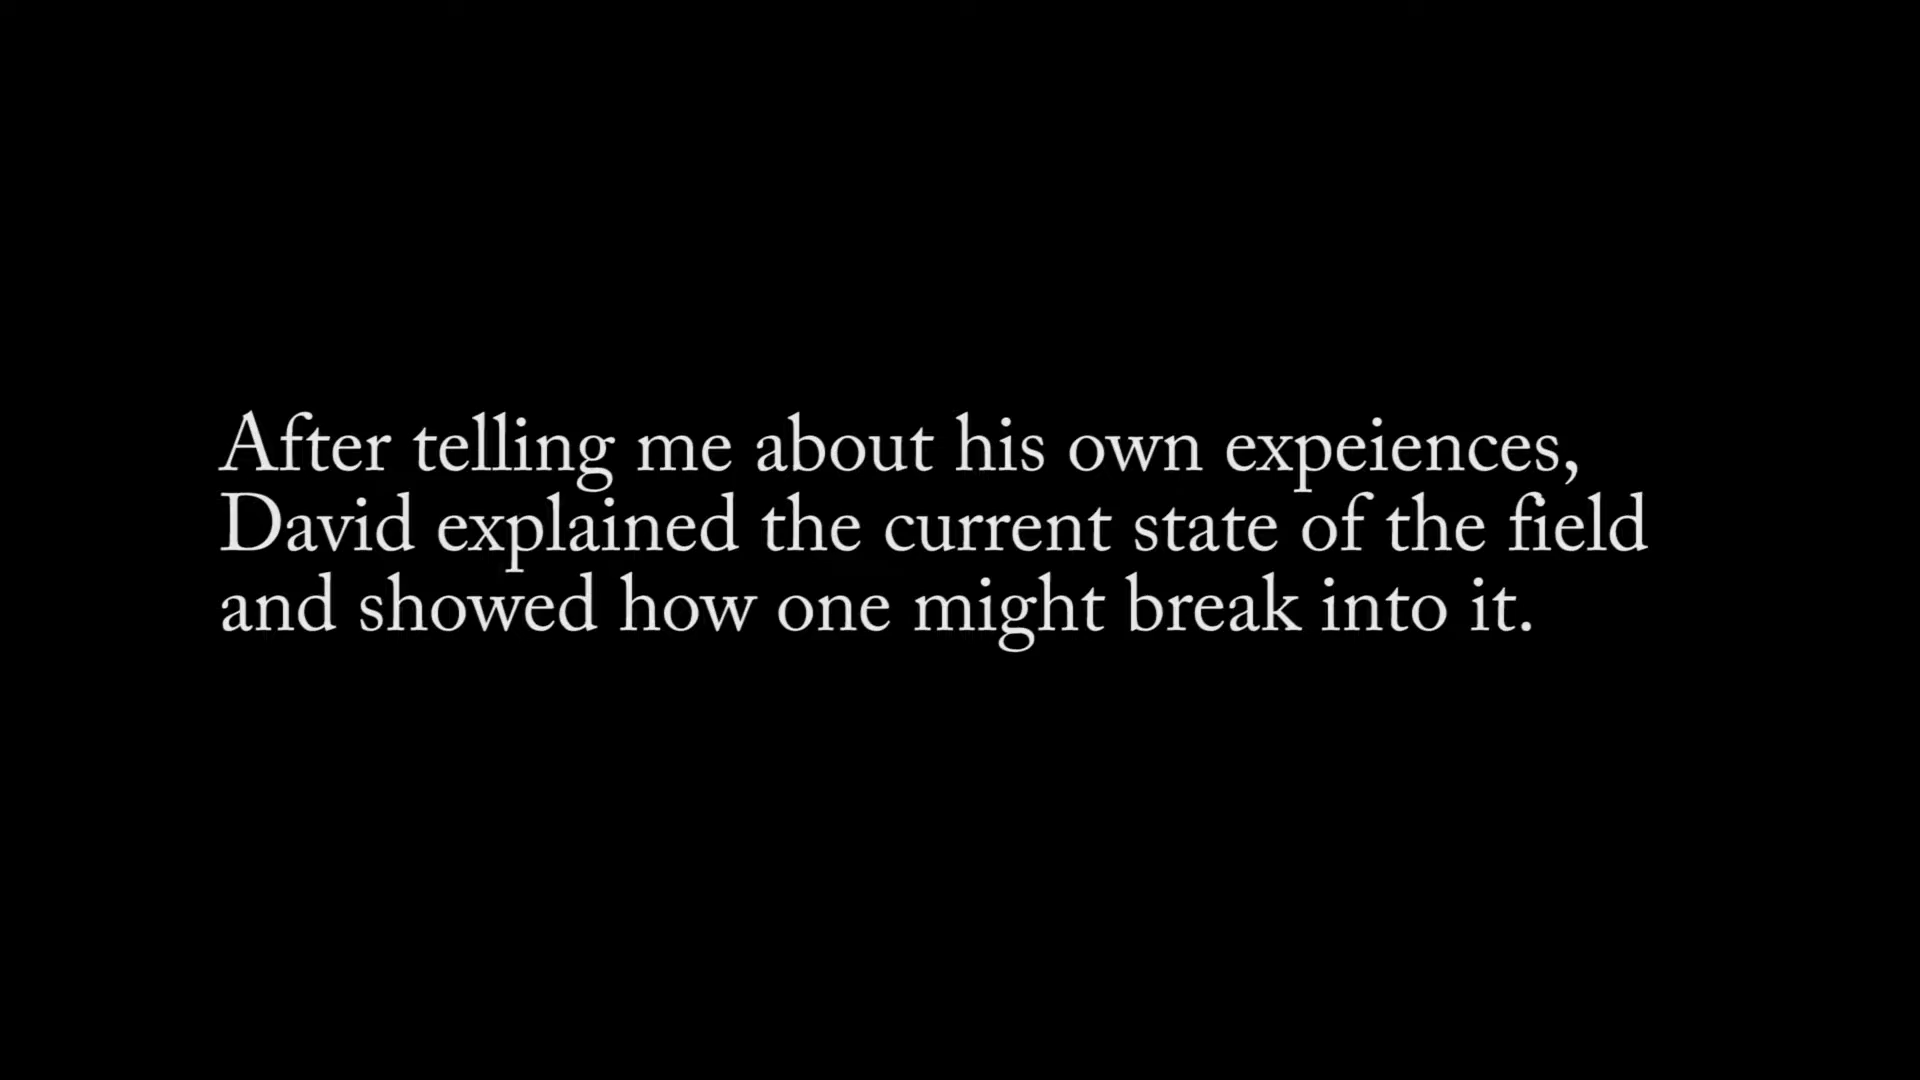 After telling me about his own expeiences,
David explained the current state of the field
and showed how one might break into it.